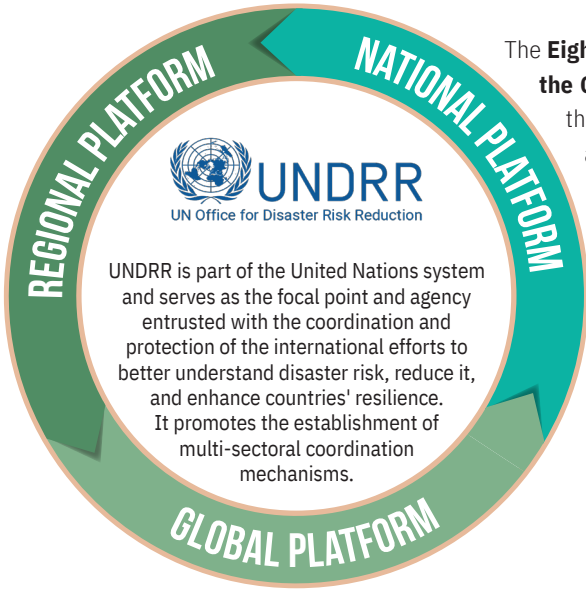 The Eigh
the
th
REGIONAL PLATFORM
NATIONAL PLATFORM
UNDRR
UN Office for Disaster Risk Reduction
UNDRR is part of the United Nations system
and serves as the focal point and agency
entrusted with the coordination and
protection of the international efforts to
better understand disaster risk, reduce it,
and enhance countries' resilience.
It promotes the establishment of
multi-sectoral coordination
mechanisms.
GLOBAL PLATFORM